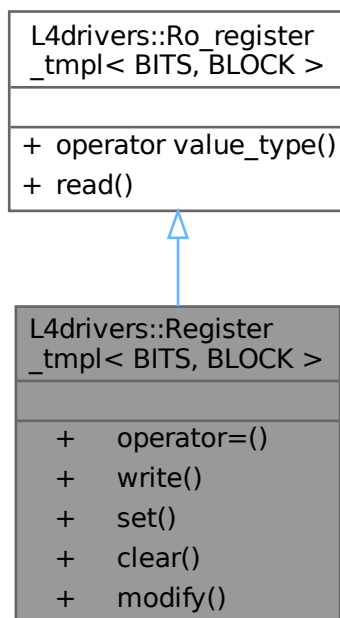 L4drivers::Ro_register
_tmpl< BITS, BLOCK >
+ operator value_type()
+ read()
L4drivers::Register
_tmpl< BITS, BLOCK >
+ operator=()
+ write()
+ set()
+ clear()
+ modify()